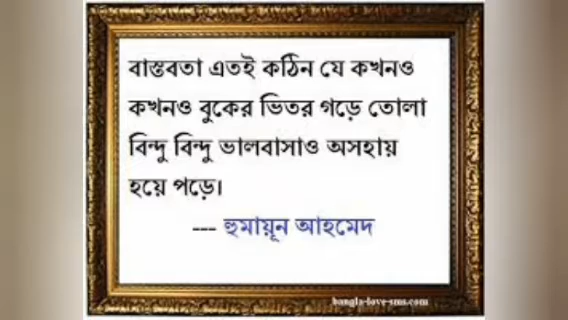 বাস্তবতা এতই কঠিন যে কখনও
কখনও বুকের ভিতর গড়ে তোলা
বিন্দু বিন্দু ভালবাসাও অসহায়
হয়ে পড়ে।
--- হুমায়ূন আহমেদ
bangla-love-sms.com